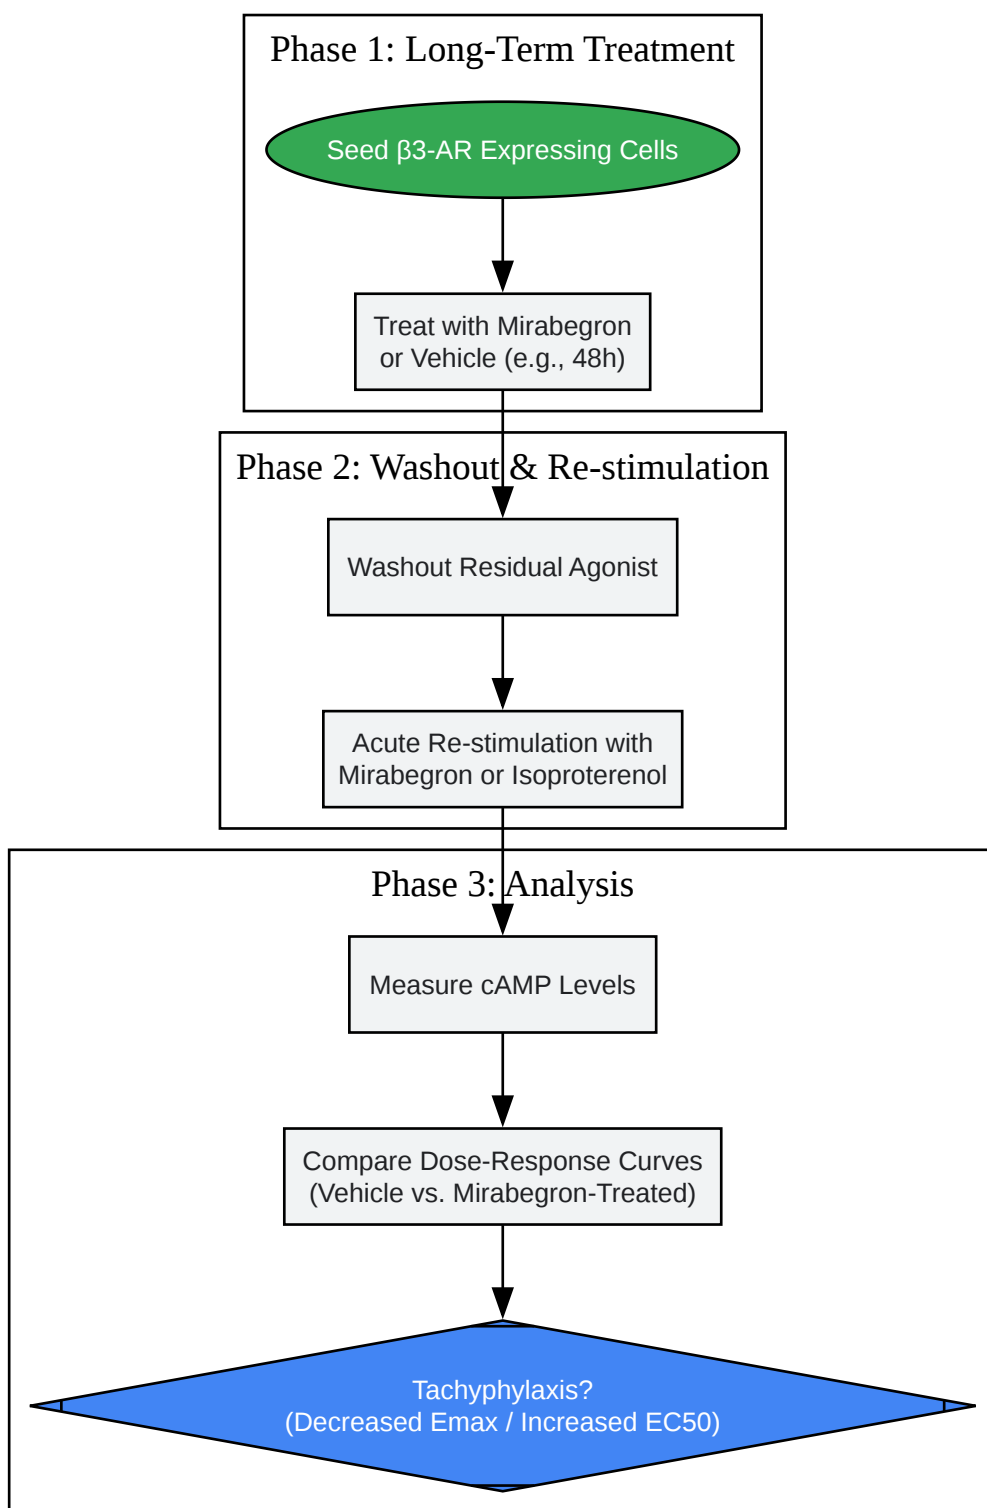 Phase 1: Long-Term Treatment
Seed β3-AR Expressing Cells
Treat with Mirabegron
or Vehicle (e.g., 48h)
Phase 2: Washout & Re-stimulation
Washout Residual Agonist
Acute Re-stimulation with
Mirabegron or Isoproterenol
Phase 3: Analysis
Measure cAMP Levels
Compare Dose-Response Curves
(Vehicle vs. Mirabegron-Treated)
Tachyphylaxis?
(Decreased Emax / Increased EC50)